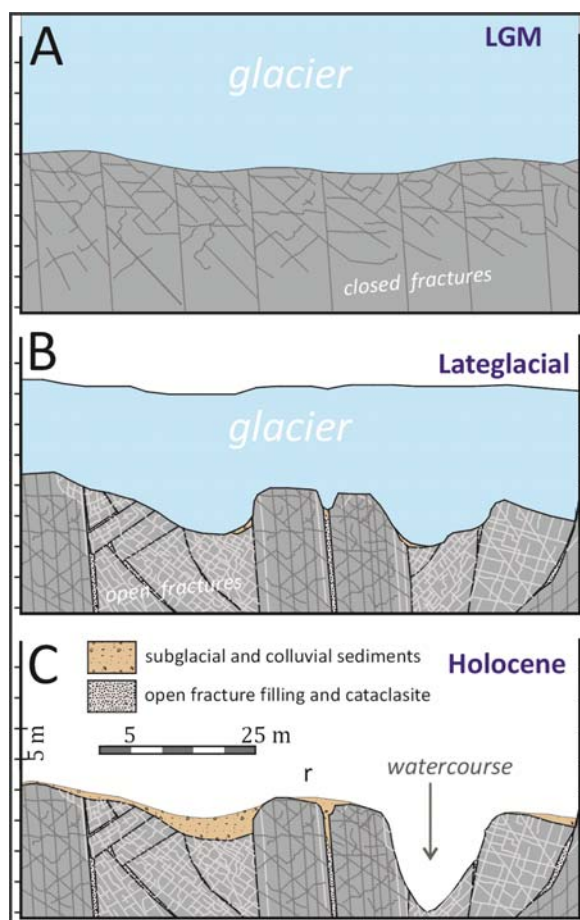 A
LGM
glacier
closed fractures
B
Lateglacial
glacier
open fractures
C
subglacial and colluvial sediments
Holocene
open fracture filling and cataclasite
5 m
5
25 m
r
watercourse